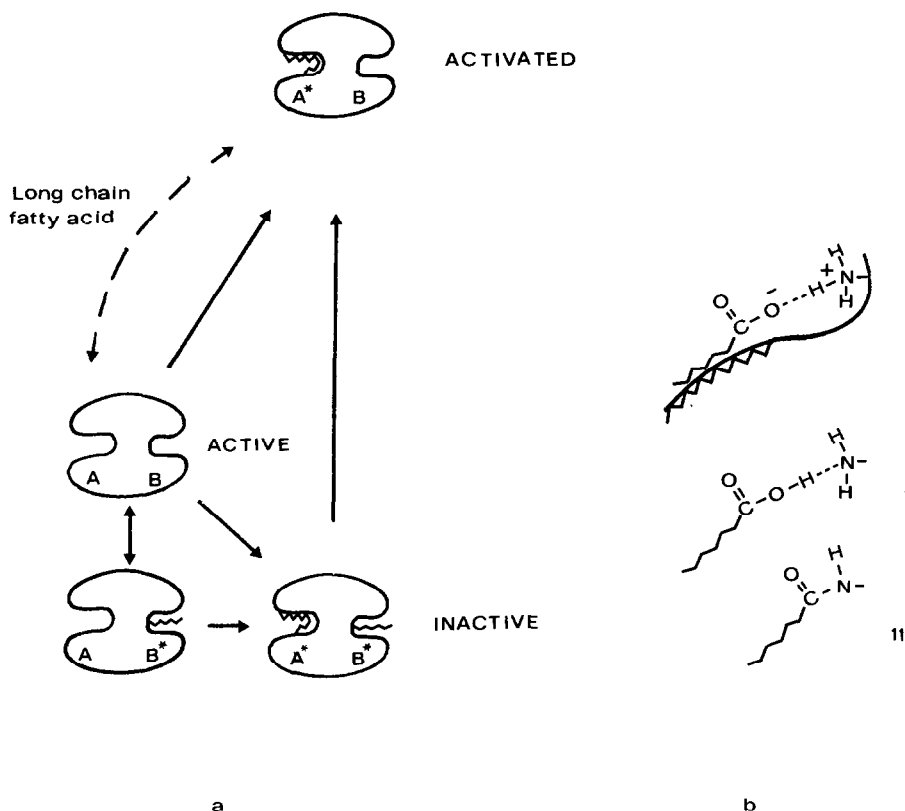 ACTIVATED
A* B
Long chain
fatty acid
ACTIVE
A B
INACTIVE
A B*
A* B*
O
C
O
-
H
+
H
N
H
O
C
O
H
H
N
H
O
C
H
N
11
a
b